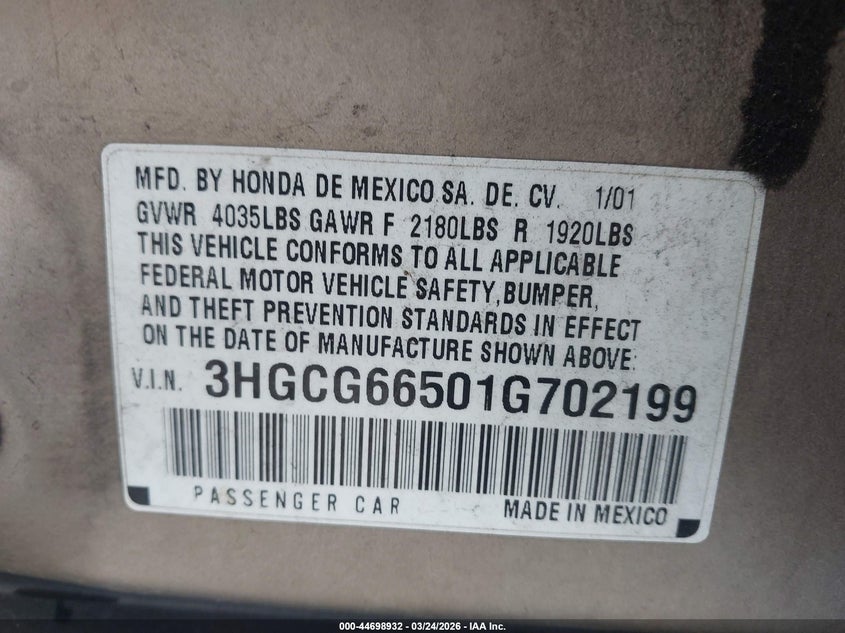 MFD. BY HONDA DE MEXICO SA. DE. CV. 1/01
GVWR 4035LBS GAWR F 2180LBS R 1920LBS
THIS VEHICLE CONFORMS TO ALL APPLICABLE
FEDERAL MOTOR VEHICLE SAFETY,BUMPER,
AND THEFT PREVENTION STANDARDS IN EFFECT
ON THE DATE OF MANUFACTURE SHOWN ABOVE.
V.I.N. 3HGCG66501G702199
PASSENGER CAR MADE IN MEXICO
000-44698932 - 03/24/2026 - IAA Inc.